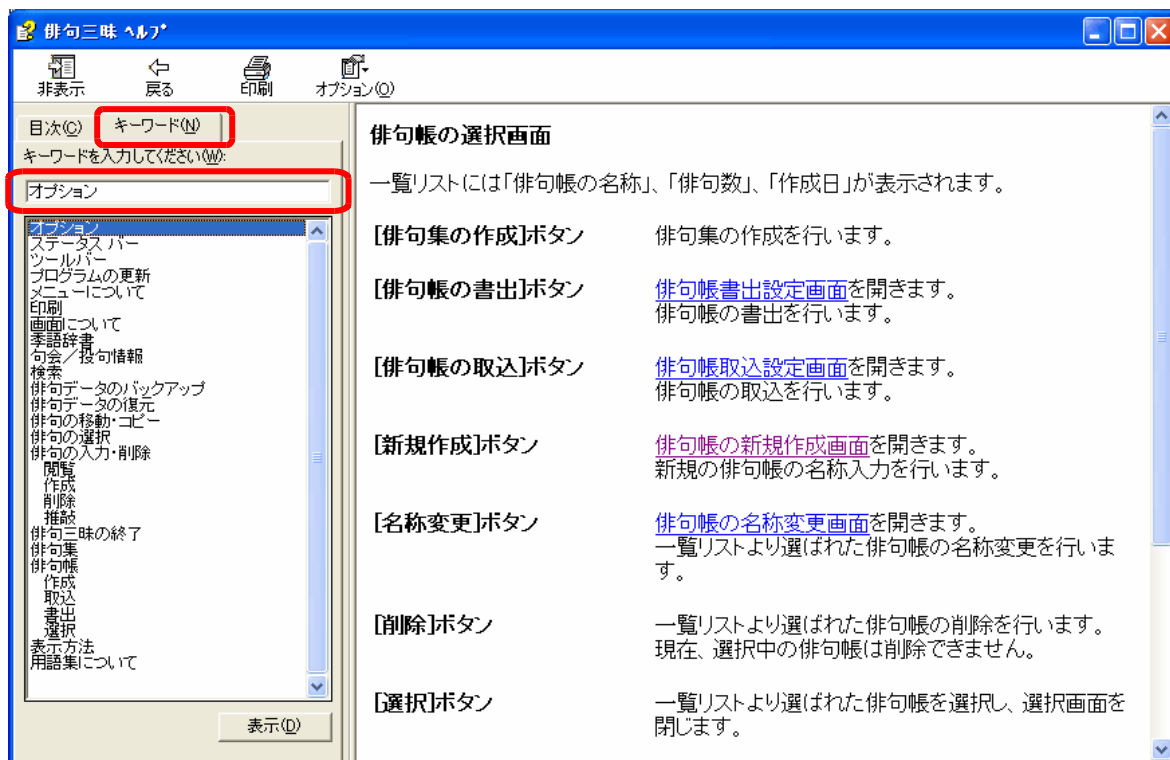 俳句三昧 ヘルプ
非表示
戻る
印刷
オプション(O)
目次(C)
キーワード(N)
キーワードを入力してください(W):
オプション
オプション
ステータス バー
ツールバー
プログラムの更新
メニューについて
印刷
画面について
季語辞書
句会／投句情報
検索
俳句データのバックアップ
俳句データの復元
俳句の移動・コピー
俳句の選択
俳句の入力・削除
閲覧
作成
削除
推敲
俳句三昧の終了
俳句集
俳句帳
作成
取込
書出
選択
表示方法
用語集について
表示(D)
俳句帳の選択画面
一覧リストには「俳句帳の名称」、「俳句数」、「作成日」が表示されます。
[俳句集の作成]ボタン 俳句集の作成を行います。
[俳句帳の書出]ボタン 俳句帳書出設定画面を開きます。
俳句帳の書出を行います。
[俳句帳の取込]ボタン 俳句帳取込設定画面を開きます。
俳句帳の取込を行います。
[新規作成]ボタン 俳句帳の新規作成画面を開きます。
新規の俳句帳の名称入力を行います。
[名称変更]ボタン 俳句帳の名称変更画面を開きます。
一覧リストより選ばれた俳句帳の名称変更を行いま
す。
[削除]ボタン 一覧リストより選ばれた俳句帳の削除を行います。
現在、選択中の俳句帳は削除できません。
[選択]ボタン 一覧リストより選ばれた俳句帳を選択し、選択画面を
閉じます。